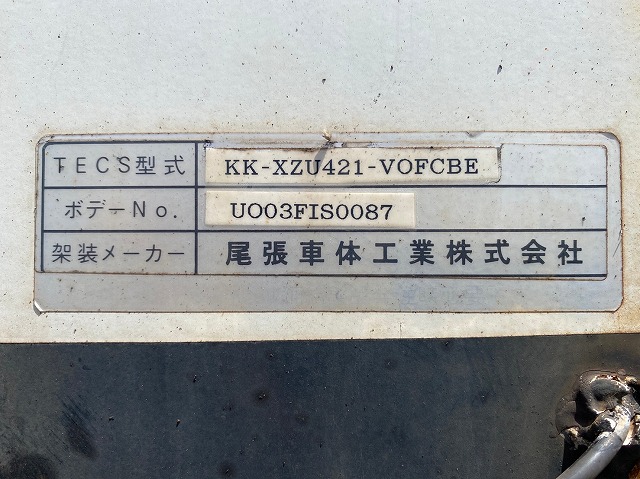 TECS型式 KK-XZU421-VOFCBE
ボデーNo. UO03FIS0087
架装メーカー 尾張車体工業株式会社